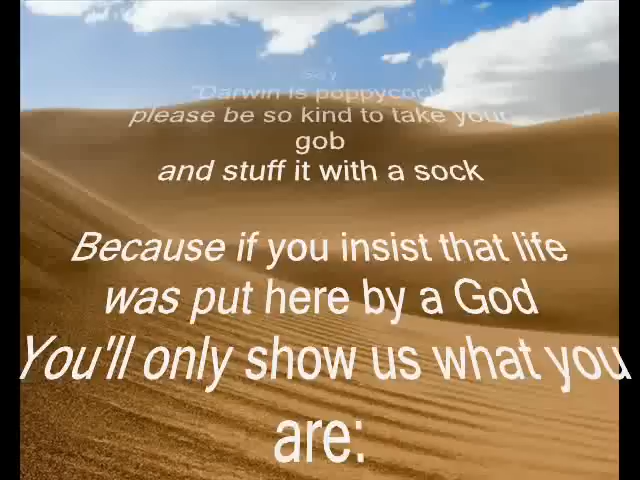 say
"Darwin is poppycock
please be so kind to take your
gob
and stuff it with a sock
Because if you insist that life
was put here by a God
You'll only show us what you
are: